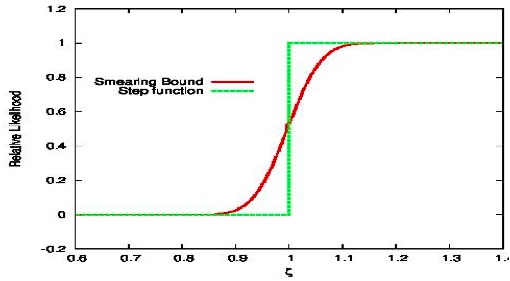 1.2
1
0.8
0.6
0.4
0.2
0
-0.2
Relative Likelihood
Smearing Bound
Step function
0.6 0.7 0.8 0.9 1 1.1 1.2 1.3 1.4
ζ